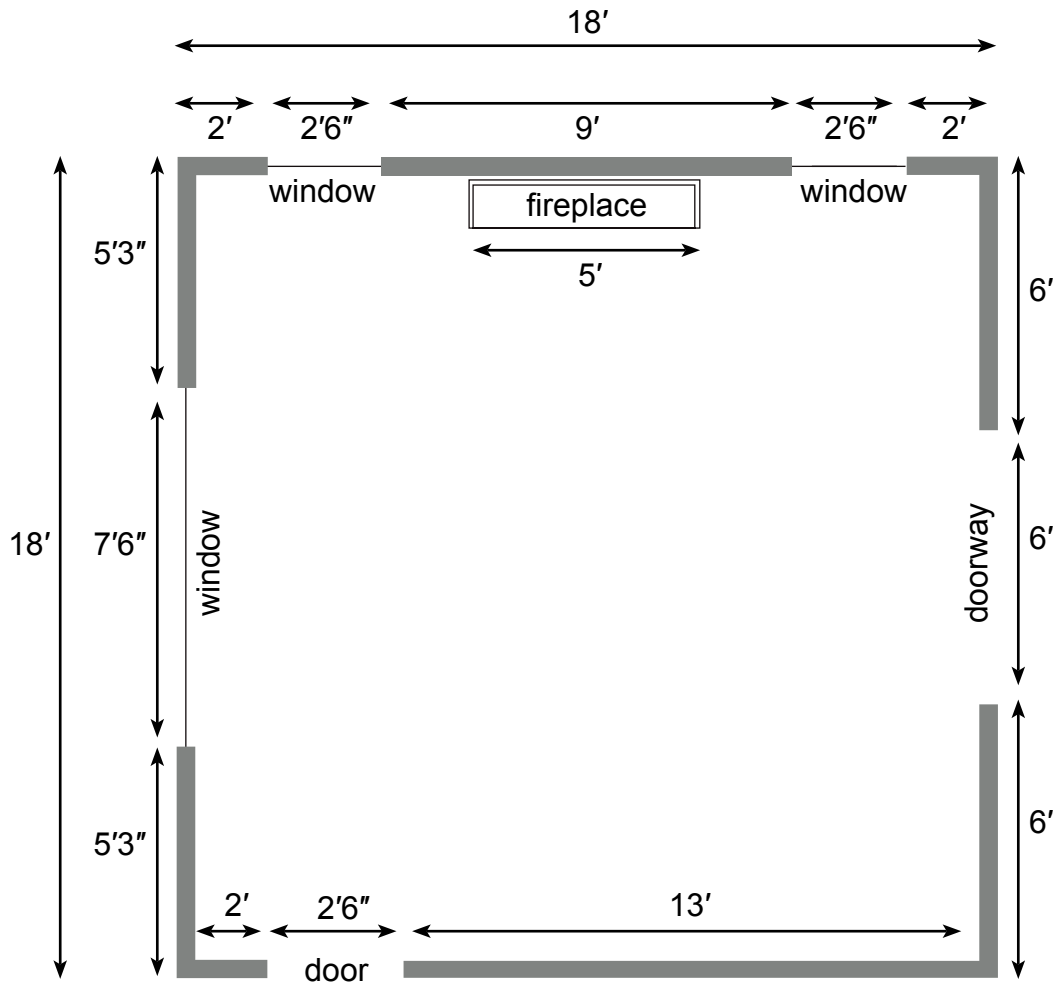 18′
2′ 2′6″ 9′ 2′6″ 2′
window fireplace window
5′3″ 5′ 6′
18′ 7′6″ window doorway 6′
5′3″ 6′
2′ 2′6″ 13′
door